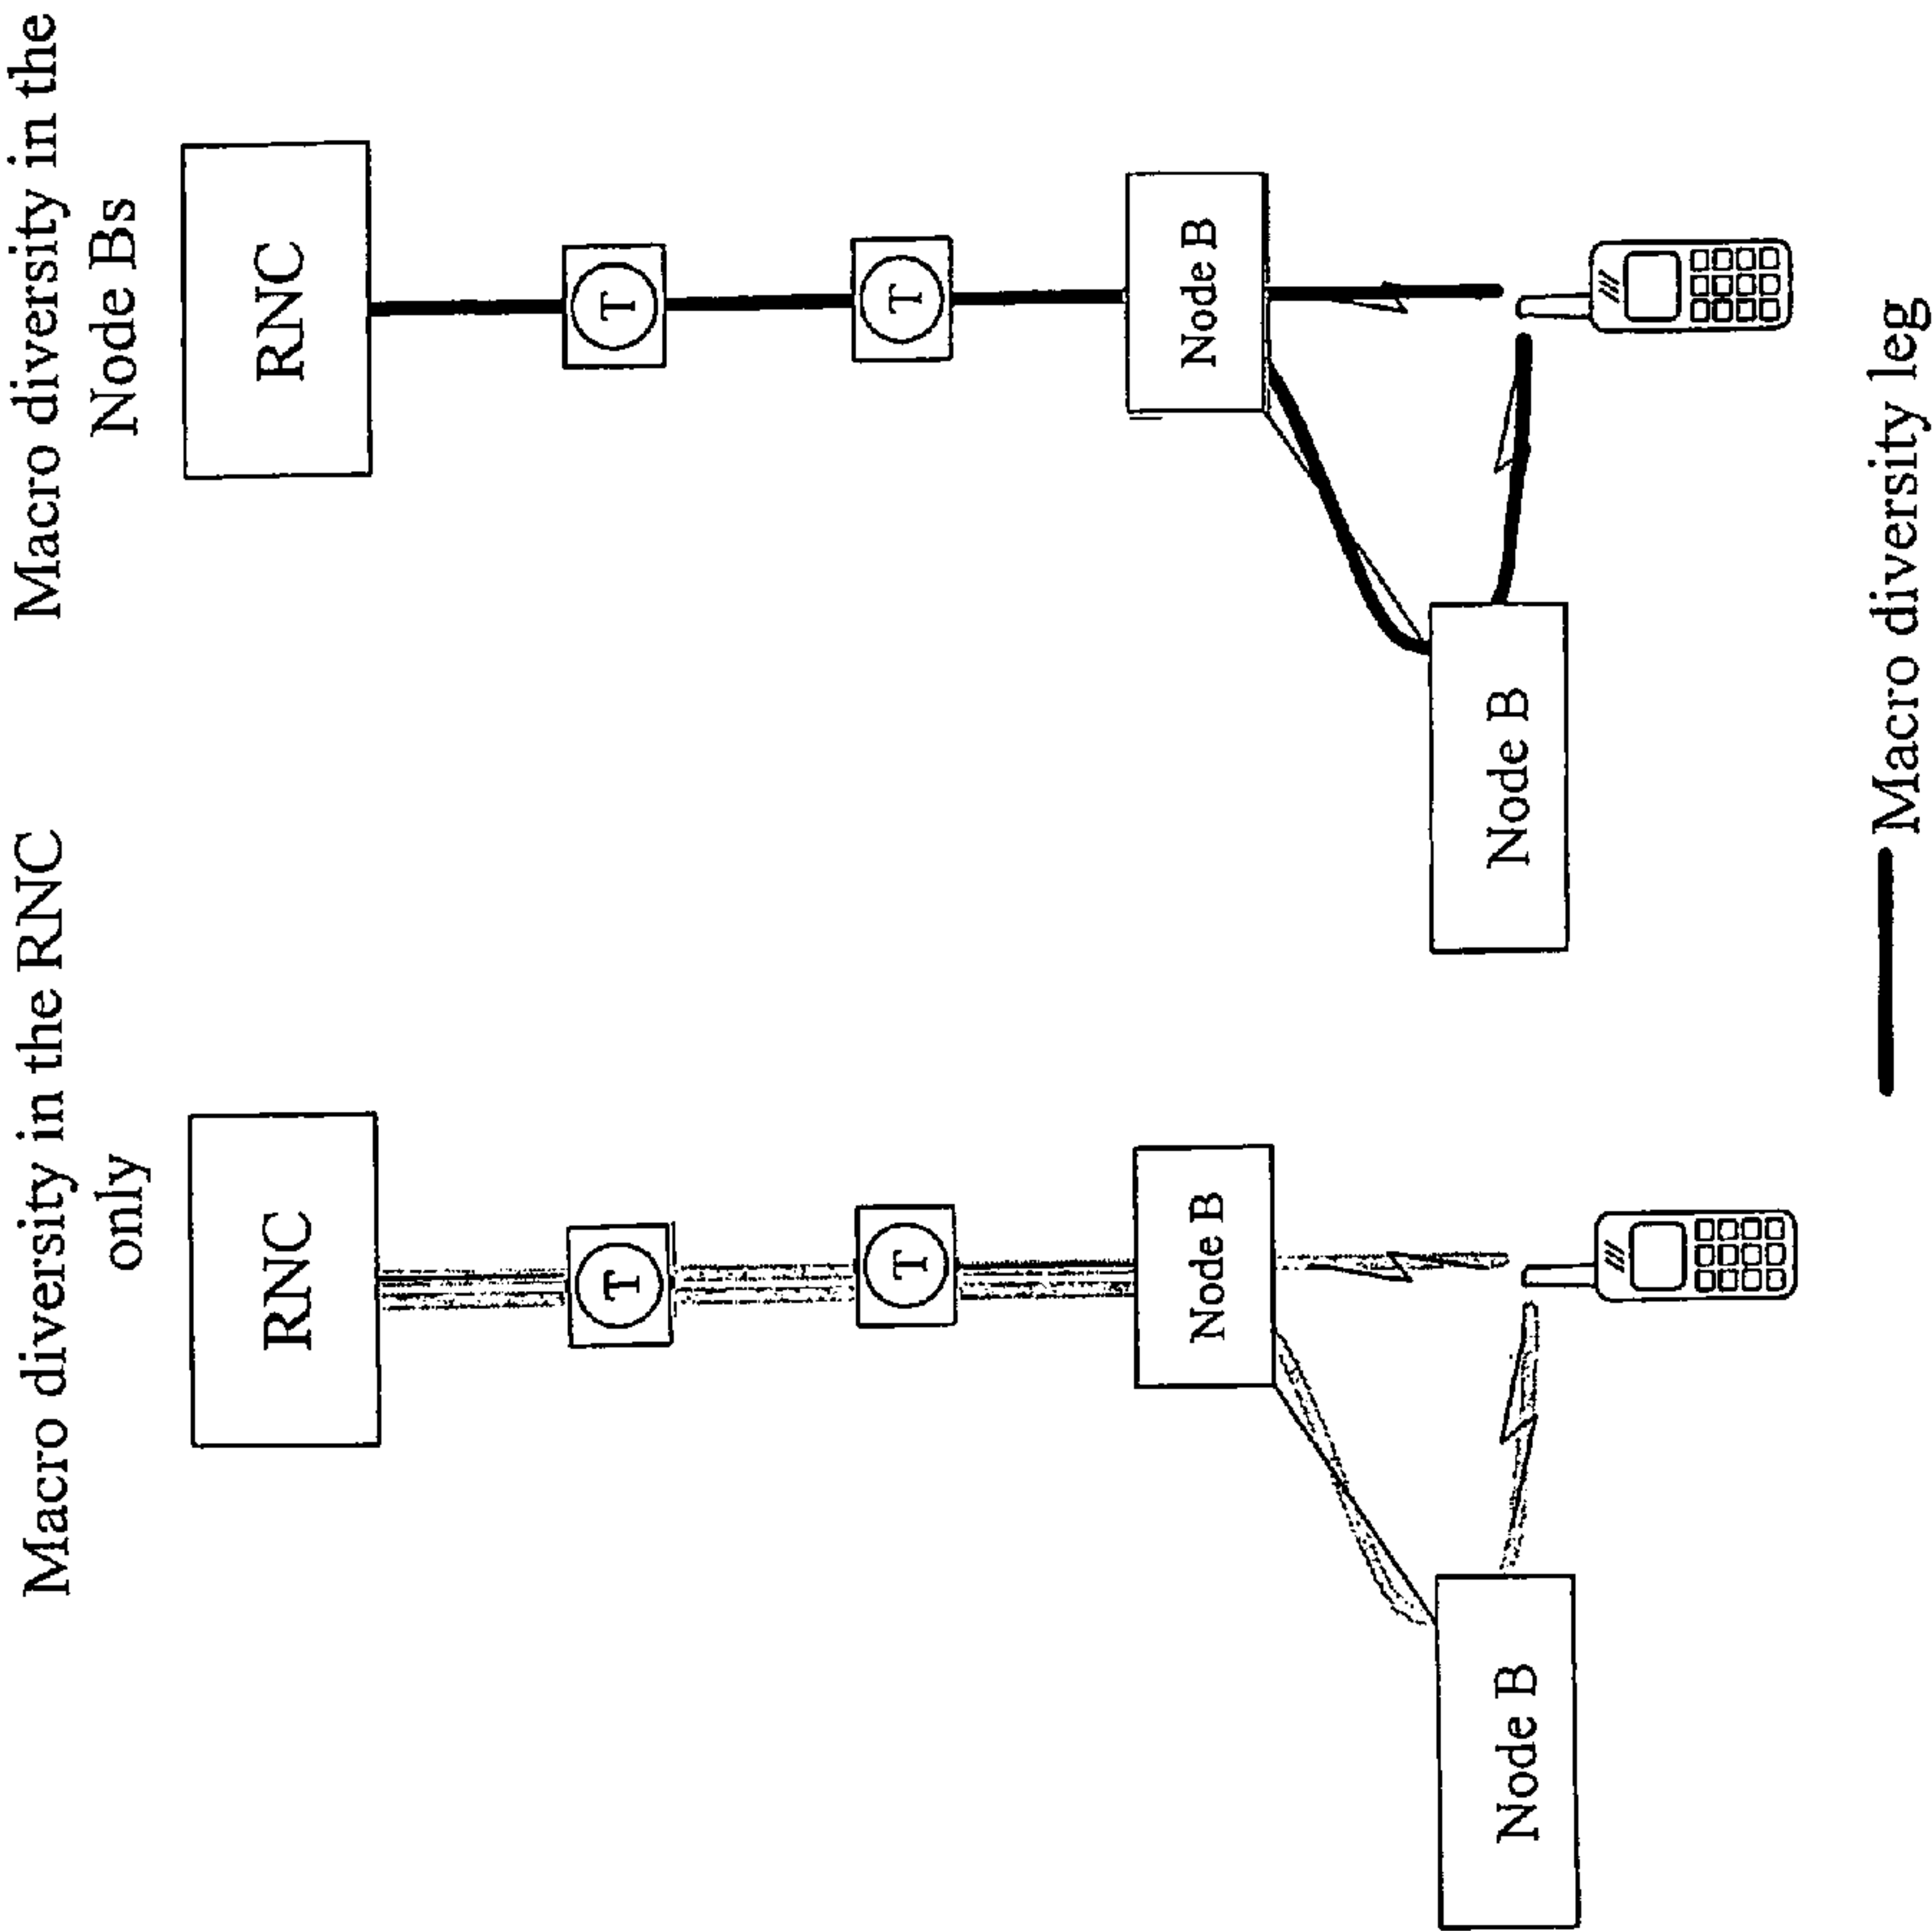 Macro diversity in the RNC
only
RNC
T
T
Node B
Node B
Macro diversity in the
Node Bs
RNC
T
T
Node B
Node B
Macro diversity leg